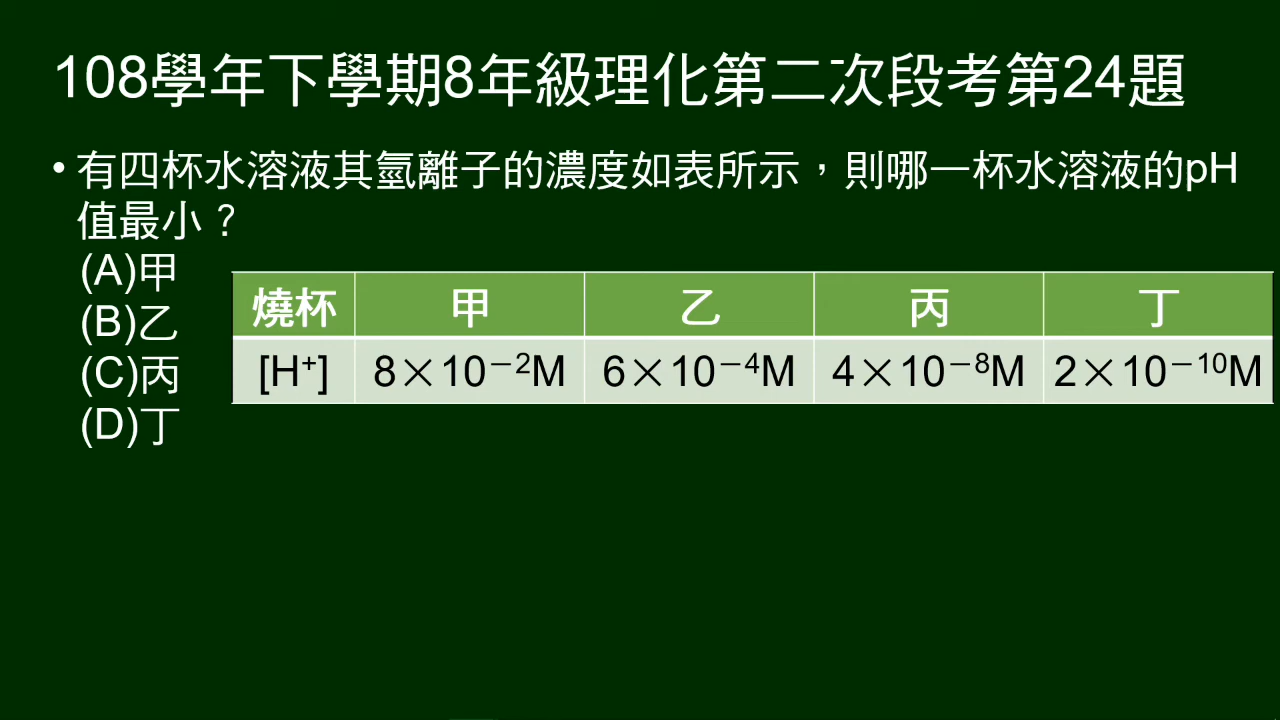 108學年下學期8年級理化第二次段考第24題
• 有四杯水溶液其氫離子的濃度如表所示，則哪一杯水溶液的pH
值最小？
(A)甲
(B)乙
(C)丙
(D)丁
燒杯 甲 乙 丙 丁
[H⁺] 8×10⁻²M 6×10⁻⁴M 4×10⁻⁸M 2×10⁻¹⁰M